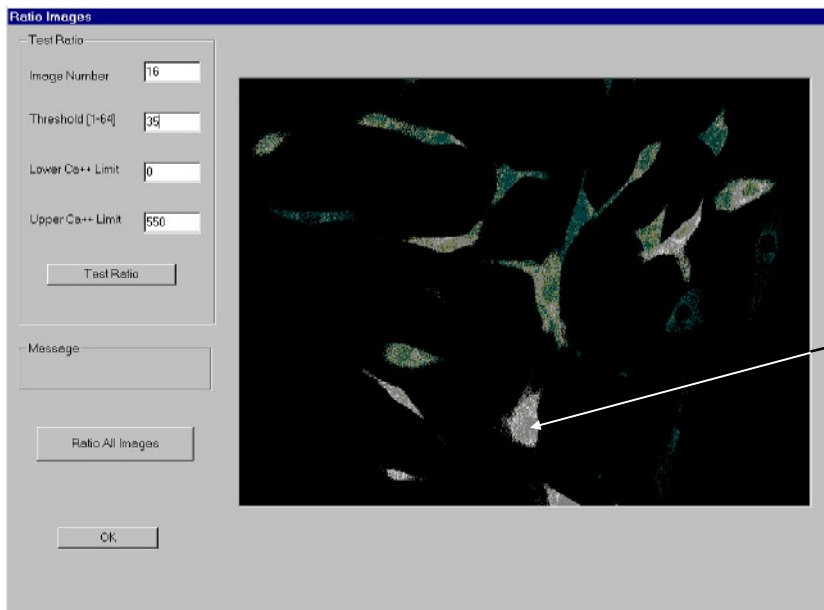 Ratio Images
Test Ratio
Image Number 16
Threshold [1-64] 35
Lower Ca++ Limit 0
Upper Ca++ Limit 550
Test Ratio
Message
Ratio All Images
OK